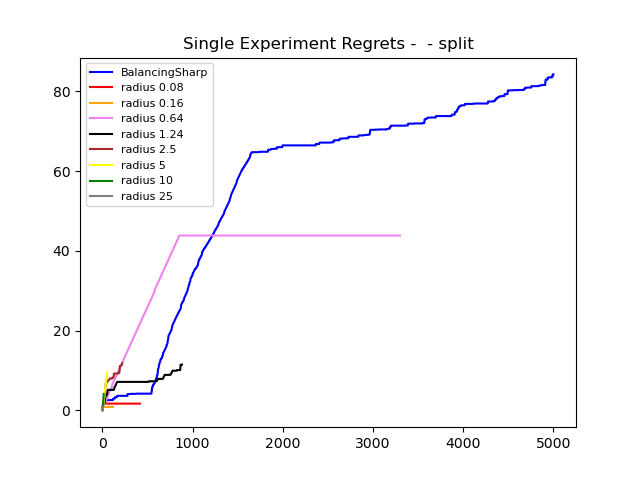 Single Experiment Regrets -  - split
BalancingSharp
radius 0.08
radius 0.16
radius 0.64
radius 1.24
radius 2.5
radius 5
radius 10
radius 25
80
60
40
20
0
0 1000 2000 3000 4000 5000